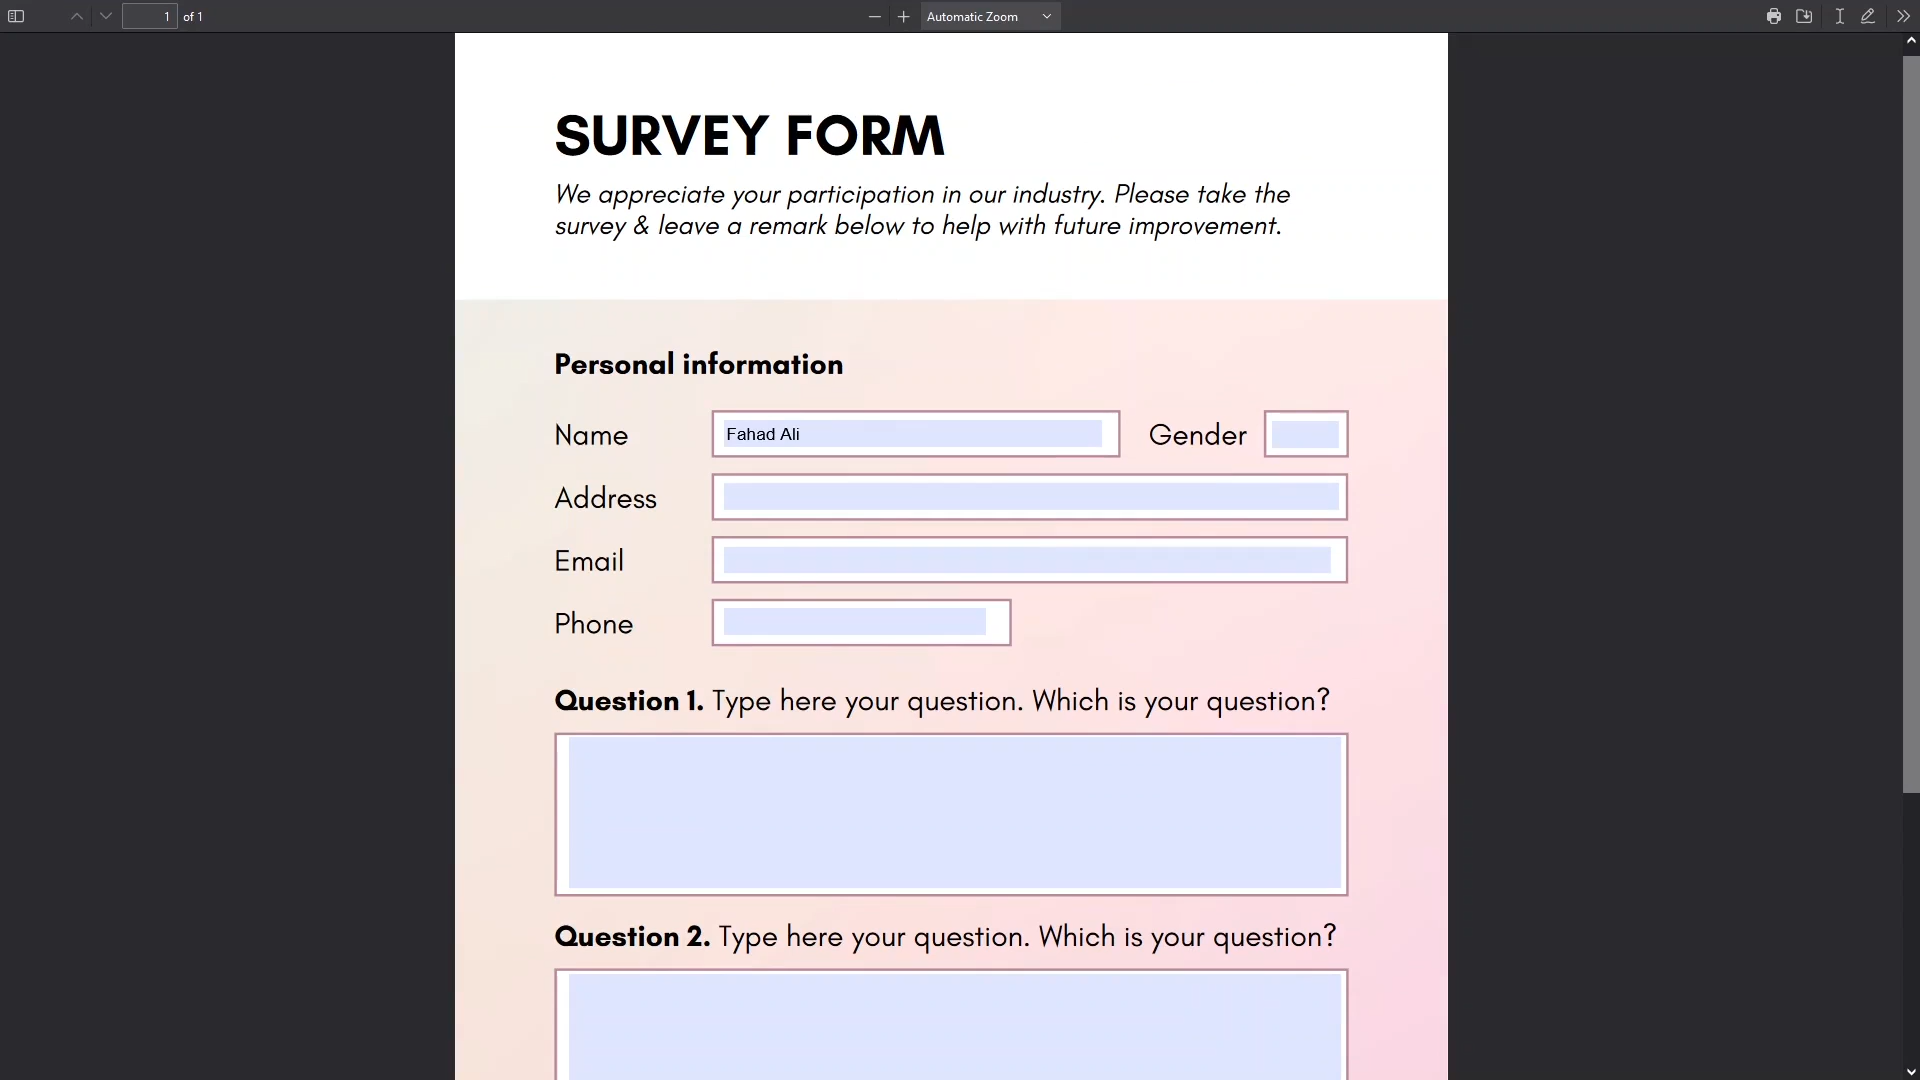 1 of 1
Automatic Zoom
SURVEY FORM
We appreciate your participation in our industry. Please take the
survey & leave a remark below to help with future improvement.
Personal information
Name Fahad Ali Gender
Address
Email
Phone
Question 1. Type here your question. Which is your question?
Question 2. Type here your question. Which is your question?